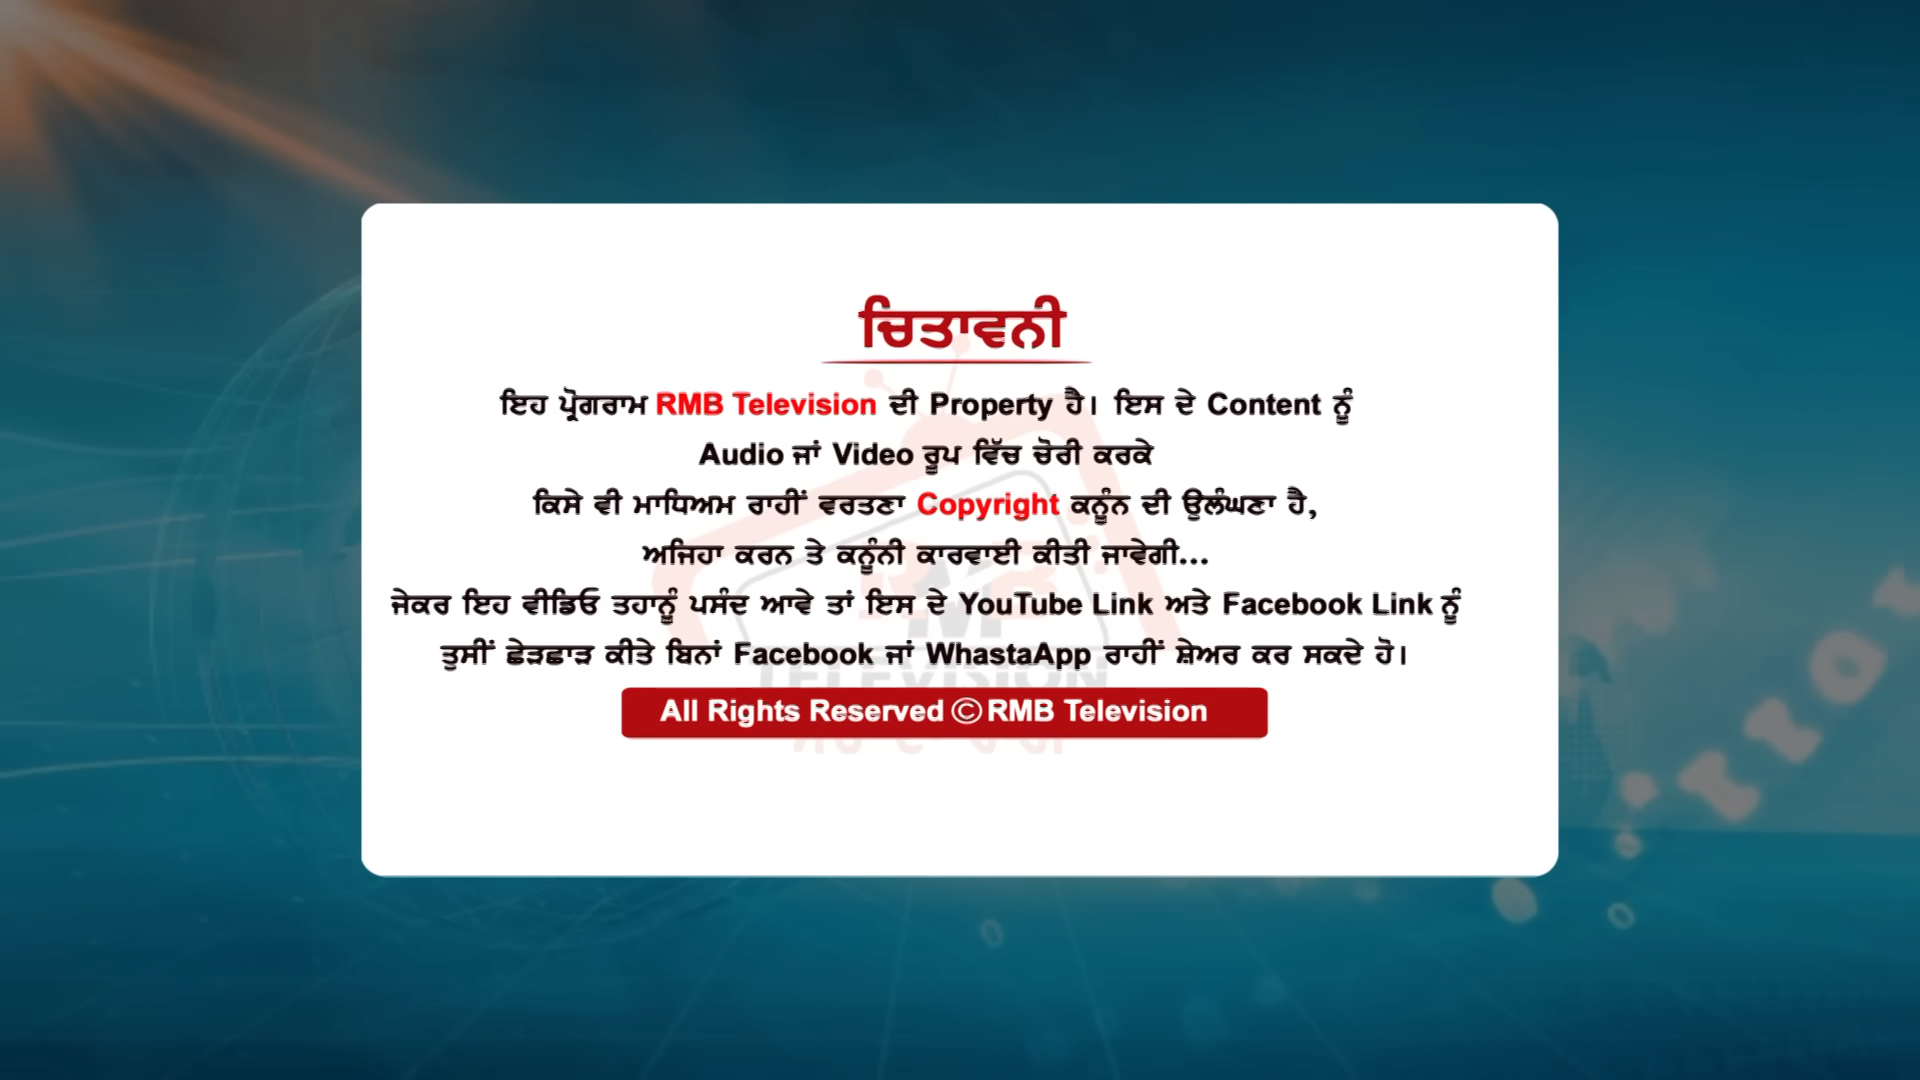 ਚਿਤਾਵਨੀ
ਇਹ ਪ੍ਰੋਗਰਾਮ RMB Television ਦੀ Property ਹੈ। ਇਸ ਦੇ Content ਨੂੰ
Audio ਜਾਂ Video ਰੂਪ ਵਿੱਚ ਚੋਰੀ ਕਰਕੇ
ਕਿਸੇ ਵੀ ਮਾਧਿਅਮ ਰਾਹੀਂ ਵਰਤਣਾ Copyright ਕਨੂੰਨ ਦੀ ਉਲੰਘਣਾ ਹੈ,
ਅਜਿਹਾ ਕਰਨ ਤੇ ਕਨੂੰਨੀ ਕਾਰਵਾਈ ਕੀਤੀ ਜਾਵੇਗੀ...
ਜੇਕਰ ਇਹ ਵੀਡਿਓ ਤਹਾਨੂੰ ਪਸੰਦ ਆਵੇ ਤਾਂ ਇਸ ਦੇ YouTube Link ਅਤੇ Facebook Link ਨੂੰ
ਤੁਸੀਂ ਛੇੜਛਾੜ ਕੀਤੇ ਬਿਨਾਂ Facebook ਜਾਂ WhastaApp ਰਾਹੀਂ ਸ਼ੇਅਰ ਕਰ ਸਕਦੇ ਹੋ।
TELEVISION
All Rights Reserved © RMB Television